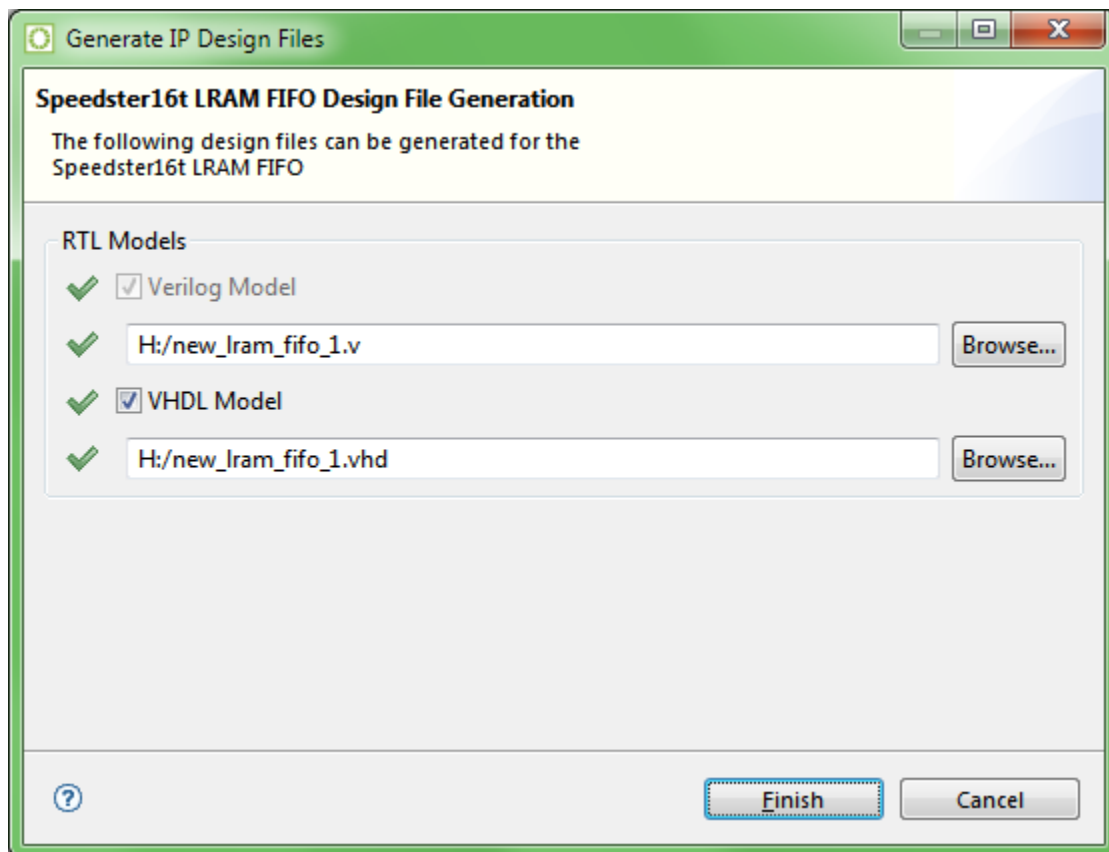 Generate IP Design Files
Speedster16t LRAM FIFO Design File Generation
The following design files can be generated for the
Speedster16t LRAM FIFO
RTL Models
Verilog Model
H:/new_lram_fifo_1.v
Browse...
VHDL Model
H:/new_lram_fifo_1.vhd
Browse...
Finish
Cancel